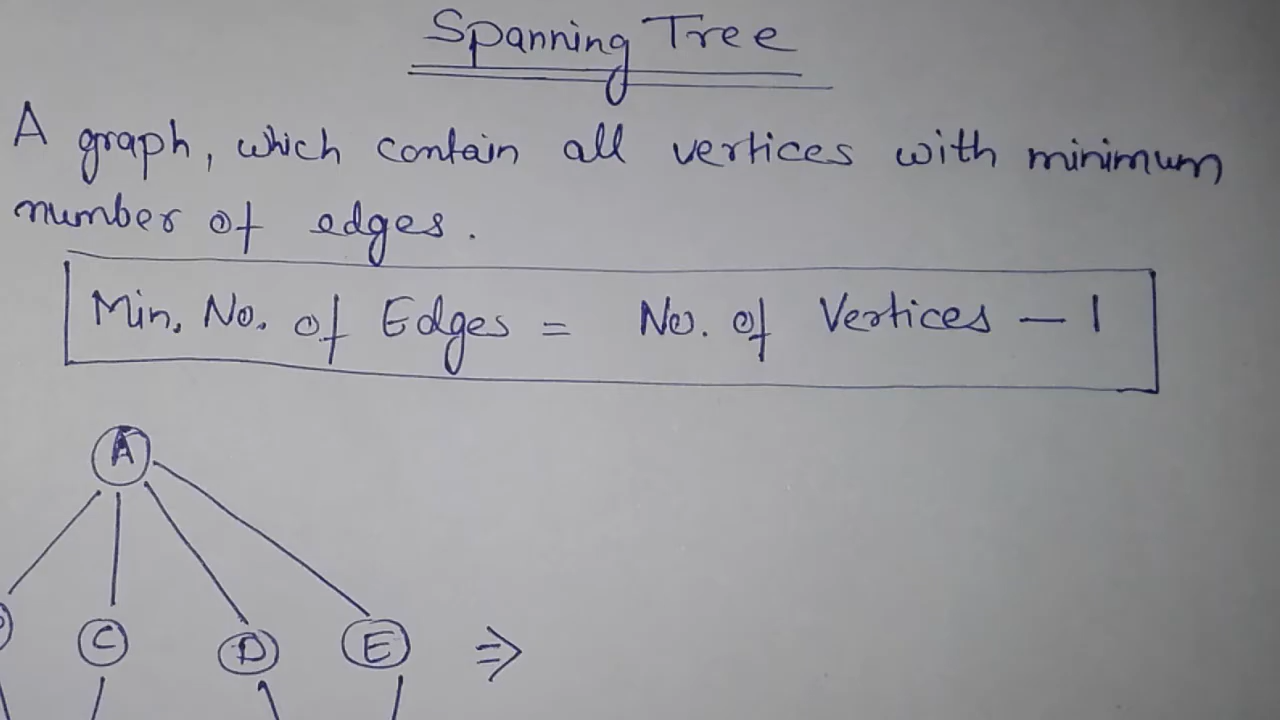 Spanning Tree
A graph, which contain all vertices with minimum
number of edges.
Min. No. of Edges = No. of Vertices - 1
A
C D E ⇒